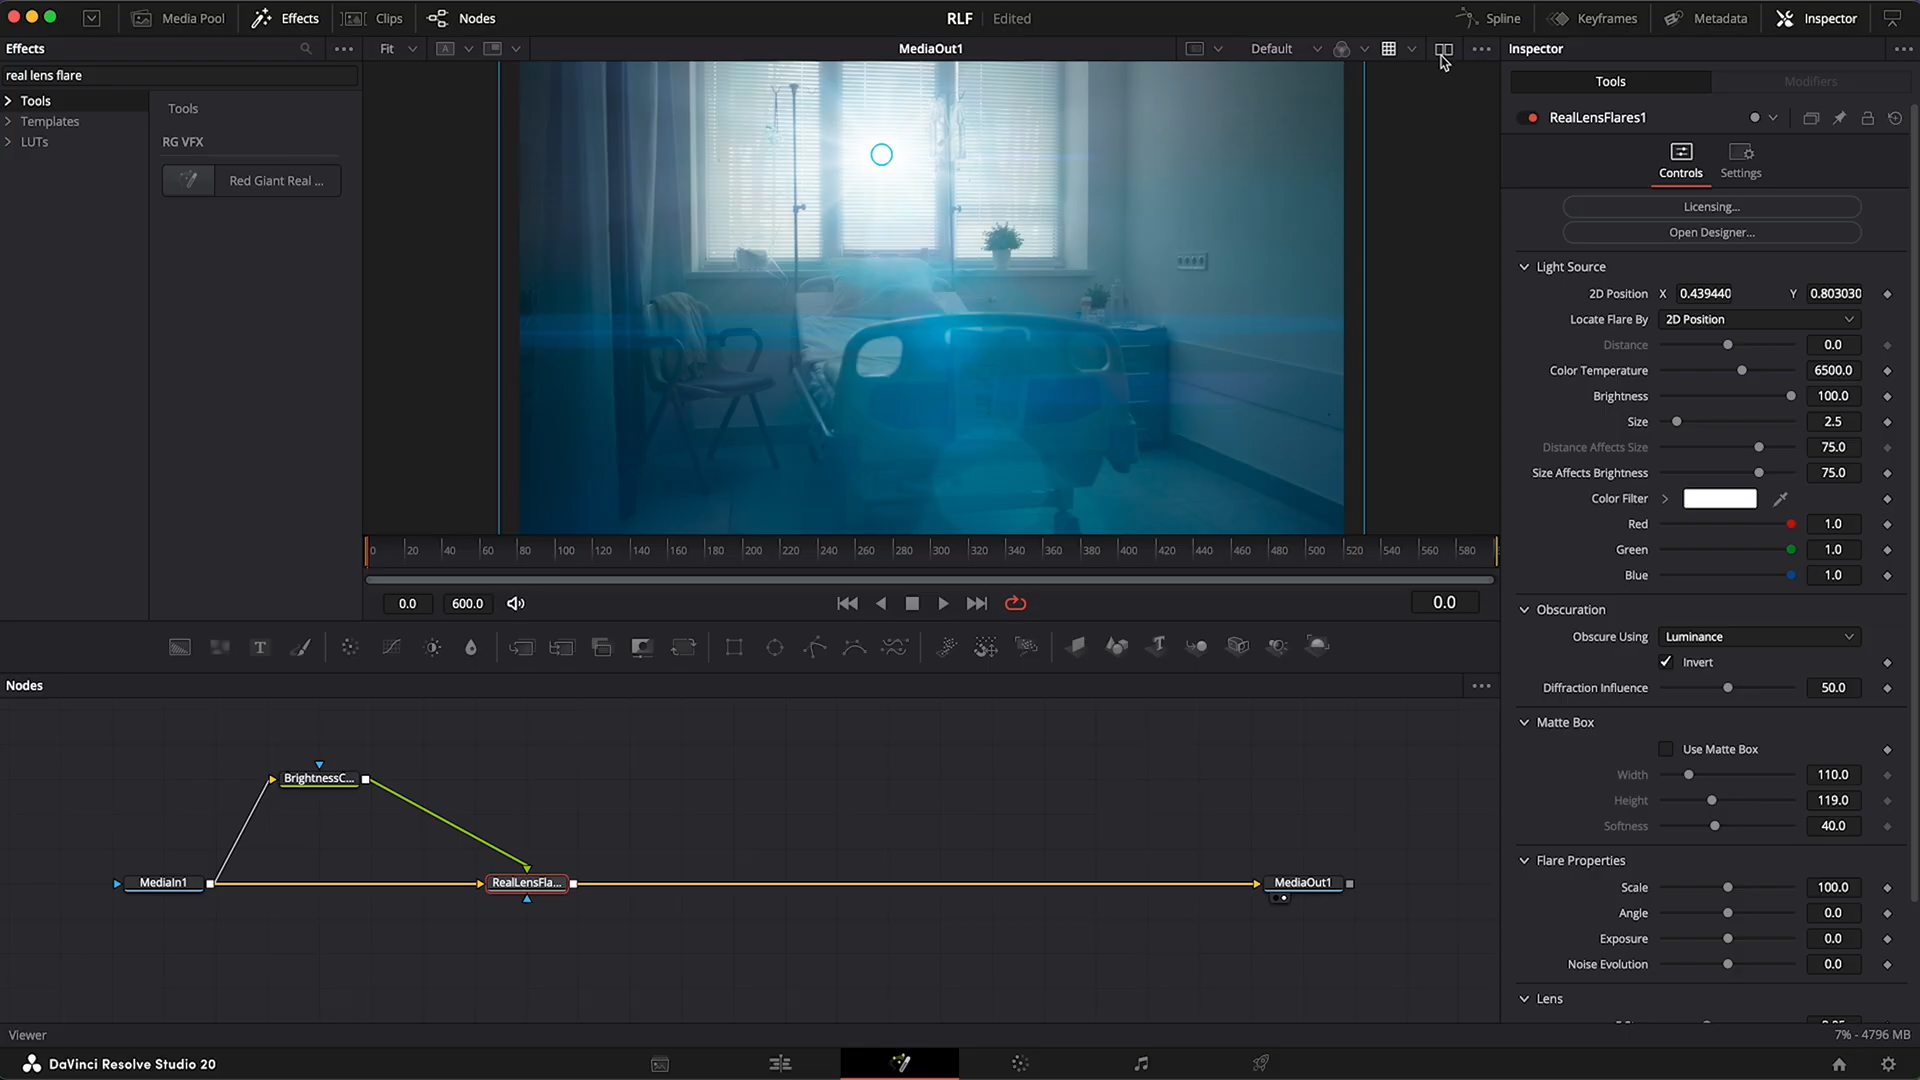 Media Pool
Effects
Clips
Nodes
RLF
Edited
Spline
Keyframes
Metadata
Inspector
Effects
Fit
A
MediaOut1
Default
Inspector
real lens flare
Tools
Templates
LUTs
Tools
RG VFX
Red Giant Real ...
Tools
Modifiers
RealLensFlares1
Controls
Settings
Licensing...
Open Designer...
Light Source
2D Position X 0.439440 Y 0.803030
Locate Flare By 2D Position
Distance 0.0
Color Temperature 6500.0
Brightness 100.0
Size 2.5
Distance Affects Size 75.0
Size Affects Brightness 75.0
Color Filter
Red 1.0
Green 1.0
Blue 1.0
Obscuration
Obscure Using Luminance
Invert
Diffraction Influence 50.0
Matte Box
Use Matte Box
Width 110.0
Height 119.0
Softness 40.0
Flare Properties
Scale 100.0
Angle 0.0
Exposure 0.0
Noise Evolution 0.0
Lens
0 20 40 60 80 100 120 140 160 180 200 220 240 260 280 300 320 340 360 380 400 420 440 460 480 500 520 540 560 580
0.0 600.0 0.0
T
Nodes
BrightnessC...
MediaIn1
RealLensFla...
MediaOut1
Viewer
7% - 4796 MB
DaVinci Resolve Studio 20